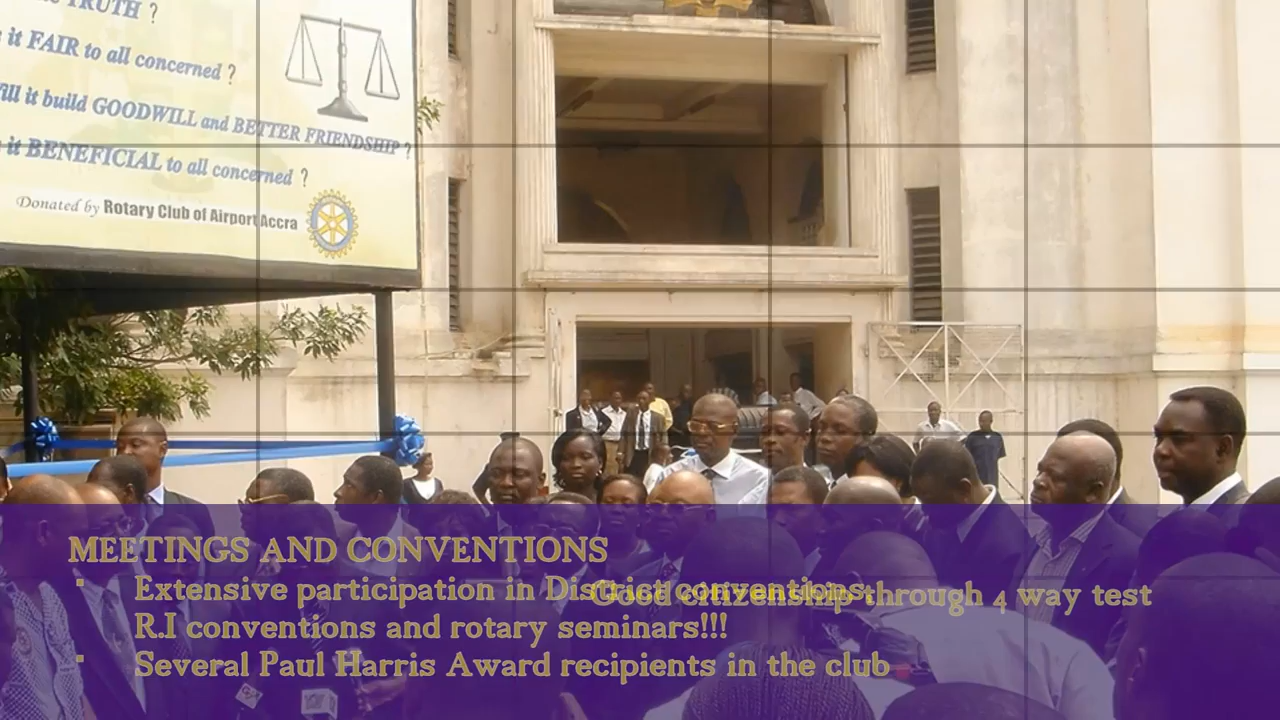 TRUTH ?
it FAIR to all concerned ?
ill it build GOODWILL and BETTER FRIENDSHIP ?
it BENEFICIAL to all concerned ?
Donated by Rotary Club of Airport Accra
MEETINGS AND CONVENTIONS
▪ Extensive participation in District conventions,
Good citizenship through 4 way test
R.I conventions and rotary seminars!!!
▪ Several Paul Harris Award recipients in the club